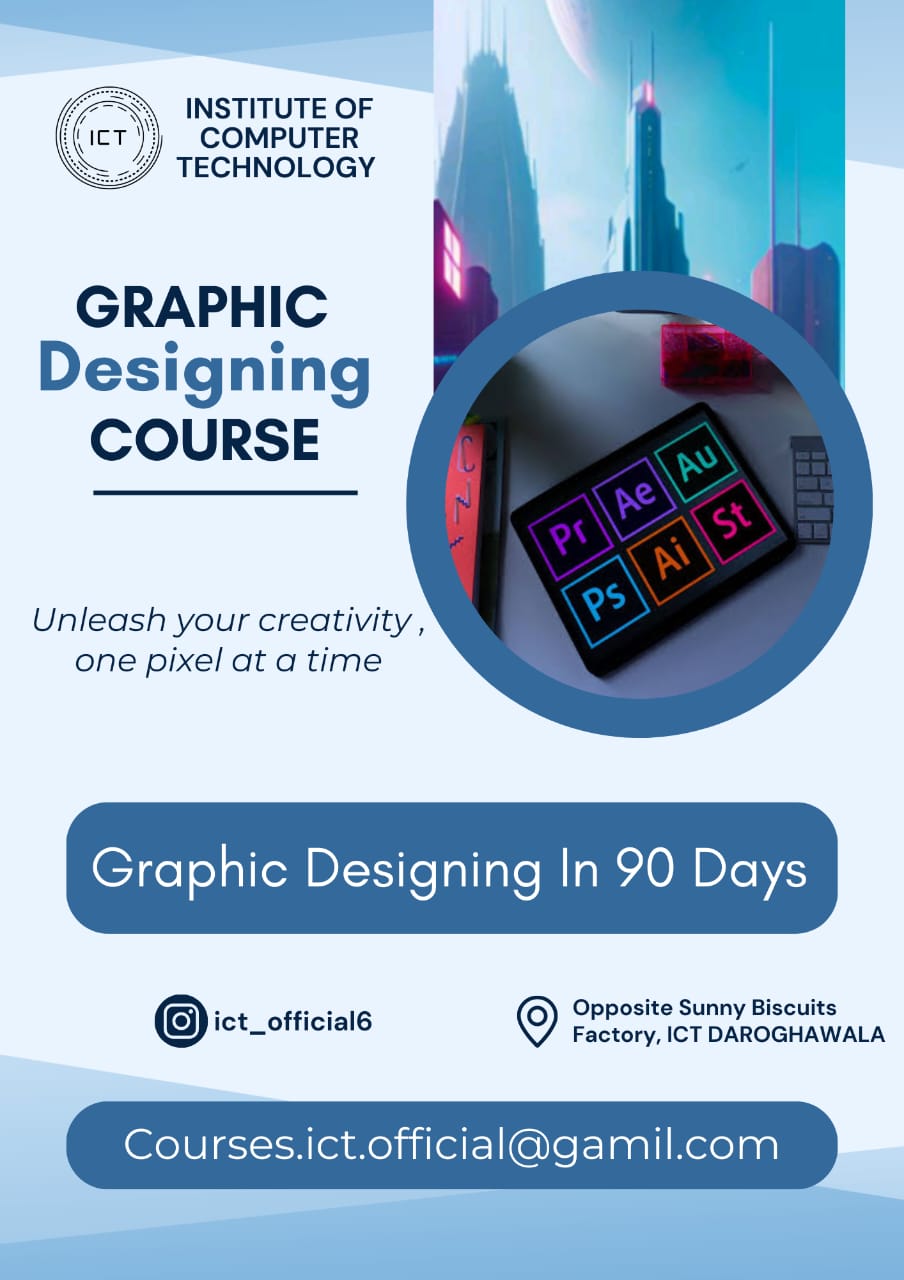 ICT
INSTITUTE OF
COMPUTER
TECHNOLOGY
GRAPHIC
Designing
COURSE
Unleash your creativity ,
one pixel at a time
Pr
Ae
Au
Ps
Ai
St
Graphic Designing In 90 Days
ict_official6
Opposite Sunny Biscuits
Factory, ICT DAROGHAWALA
Courses.ict.official@gamil.com